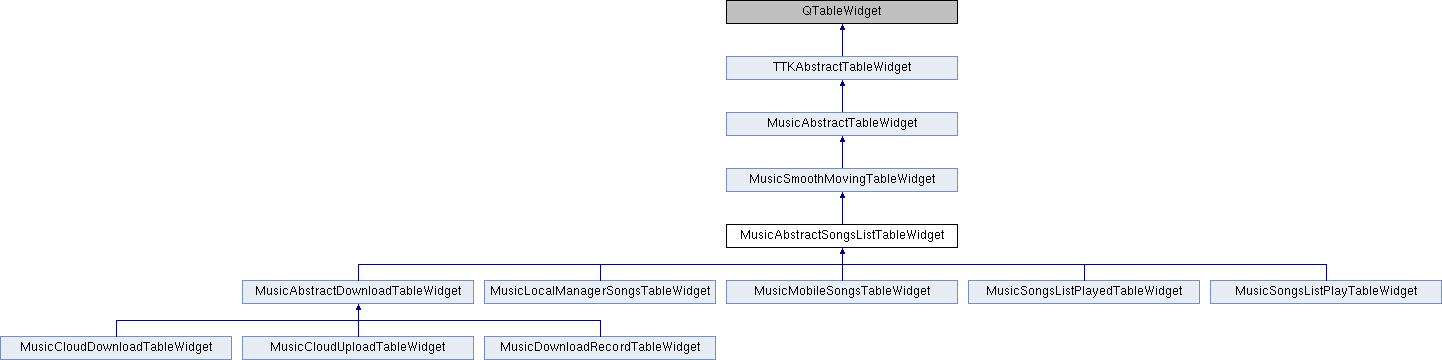 QTableWidget
TTKAbstractTableWidget
MusicAbstractTableWidget
MusicSmoothMovingTableWidget
MusicAbstractSongsListTableWidget
MusicAbstractDownloadTableWidget
MusicLocalManagerSongsTableWidget
MusicMobileSongsTableWidget
MusicSongsListPlayedTableWidget
MusicSongsListPlayTableWidget
MusicCloudDownloadTableWidget
MusicCloudUploadTableWidget
MusicDownloadRecordTableWidget